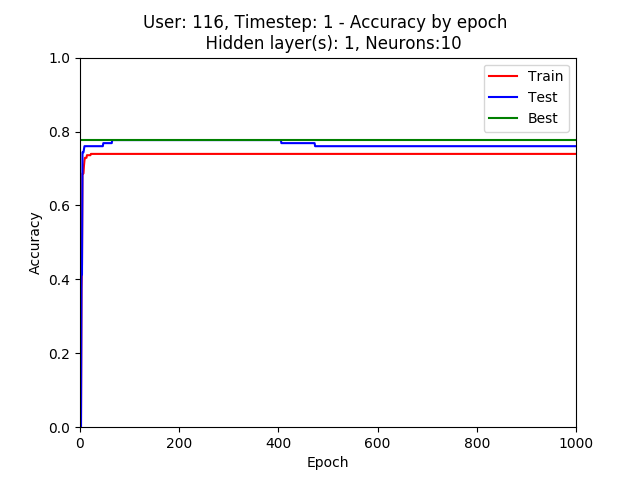 User: 116, Timestep: 1 - Accuracy by epoch
Hidden layer(s): 1, Neurons:10
1.0
0.8
0.6
0.4
0.2
0.0
Accuracy
Train
Test
Best
0 200 400 600 800 1000
Epoch